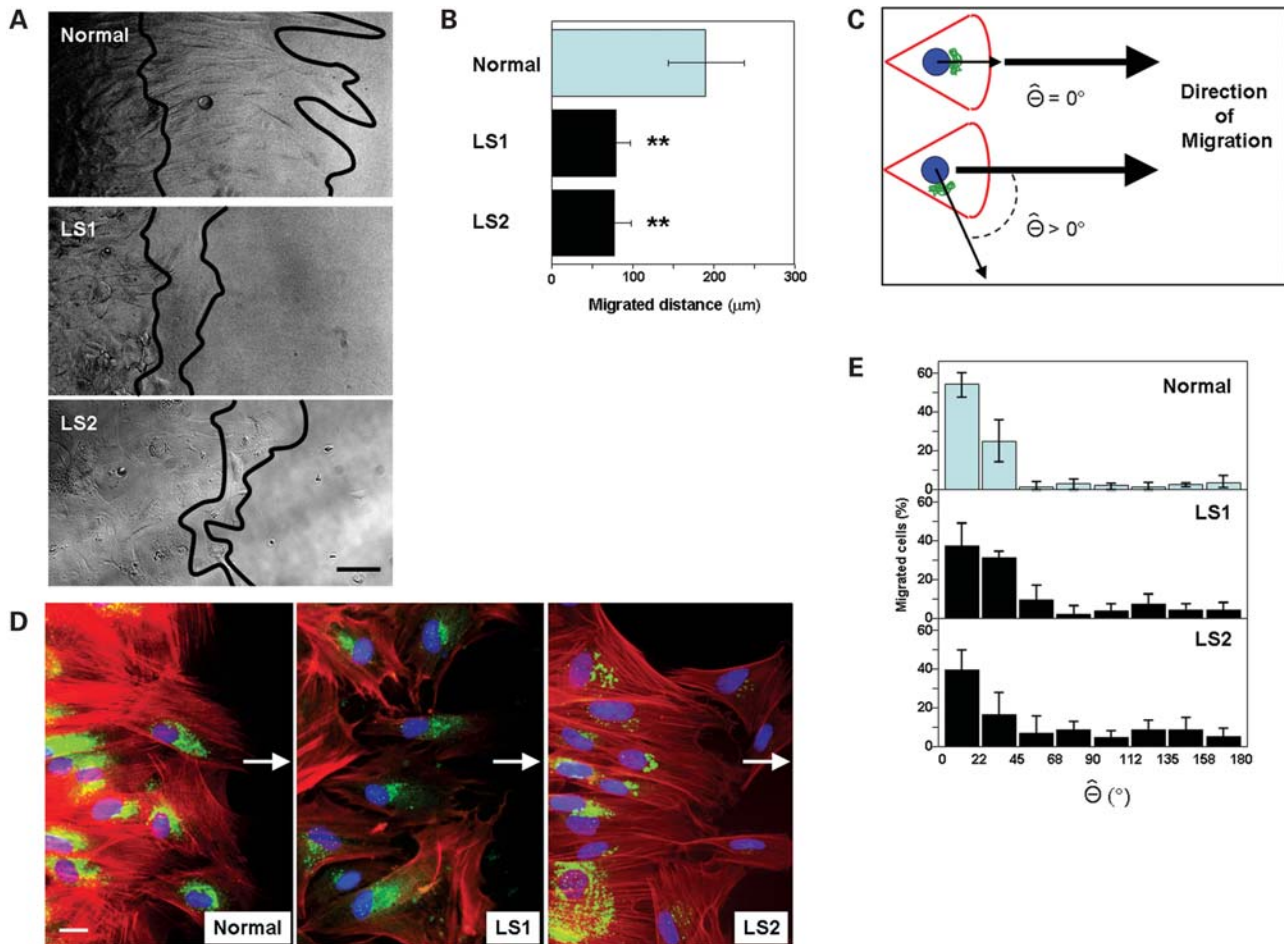 A
Normal
LS1
LS2
B
Normal
LS1
**
LS2
**
0
100
200
300
Migrated distance (μm)
C
Θ̂ = 0°
Θ̂ > 0°
Direction
of
Migration
D
Normal
LS1
LS2
E
Migrated cells (%)
Normal
60
40
20
0
LS1
60
40
20
0
LS2
60
40
20
0
0 22 45 68 90 112 135 158 180
Θ̂ (°)